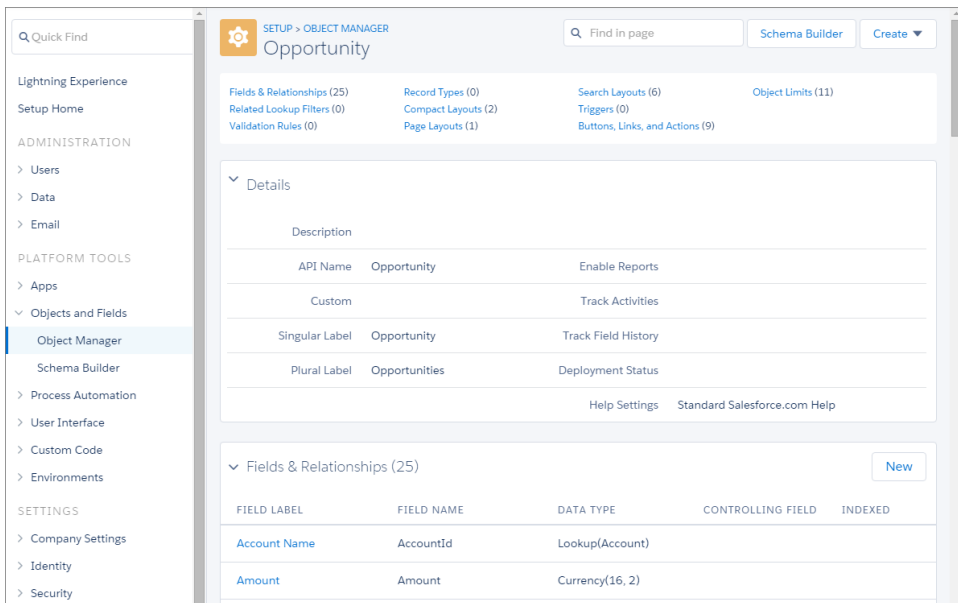 Quick Find
Lightning Experience
Setup Home
ADMINISTRATION
Users
Data
Email
PLATFORM TOOLS
Apps
Objects and Fields
Object Manager
Schema Builder
Process Automation
User Interface
Custom Code
Environments
SETTINGS
Company Settings
Identity
Security
SETUP > OBJECT MANAGER
Opportunity
Find in page
Schema Builder
Create
Fields & Relationships (25) Record Types (0) Search Layouts (6) Object Limits (11)
Related Lookup Filters (0) Compact Layouts (2) Triggers (0)
Validation Rules (0) Page Layouts (1) Buttons, Links, and Actions (9)
Details
Description
API Name Opportunity Enable Reports
Custom Track Activities
Singular Label Opportunity Track Field History
Plural Label Opportunities Deployment Status
Help Settings Standard Salesforce.com Help
Fields & Relationships (25) New
FIELD LABEL FIELD NAME DATA TYPE CONTROLLING FIELD INDEXED
Account Name AccountId Lookup(Account)
Amount Amount Currency(16, 2)